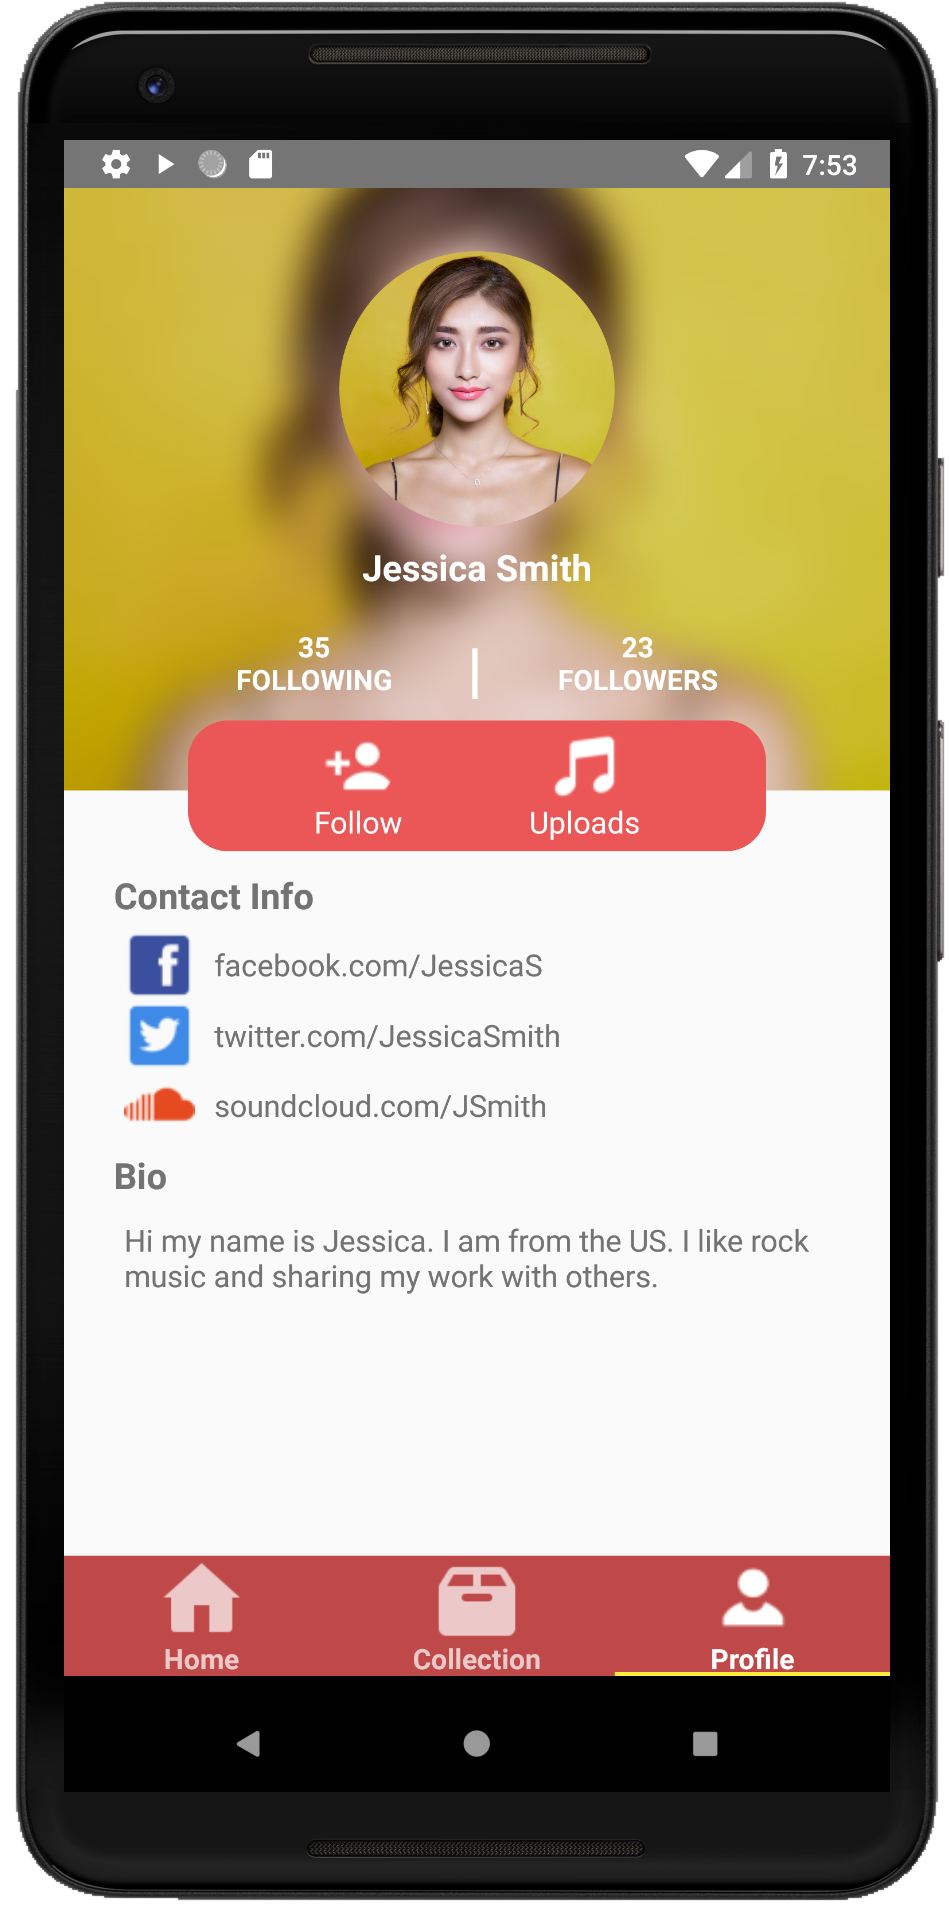 7:53
Jessica Smith
35
FOLLOWING
23
FOLLOWERS
Follow
Uploads
Contact Info
facebook.com/JessicaS
twitter.com/JessicaSmith
soundcloud.com/JSmith
Bio
Hi my name is Jessica. I am from the US. I like rock
music and sharing my work with others.
Home
Collection
Profile